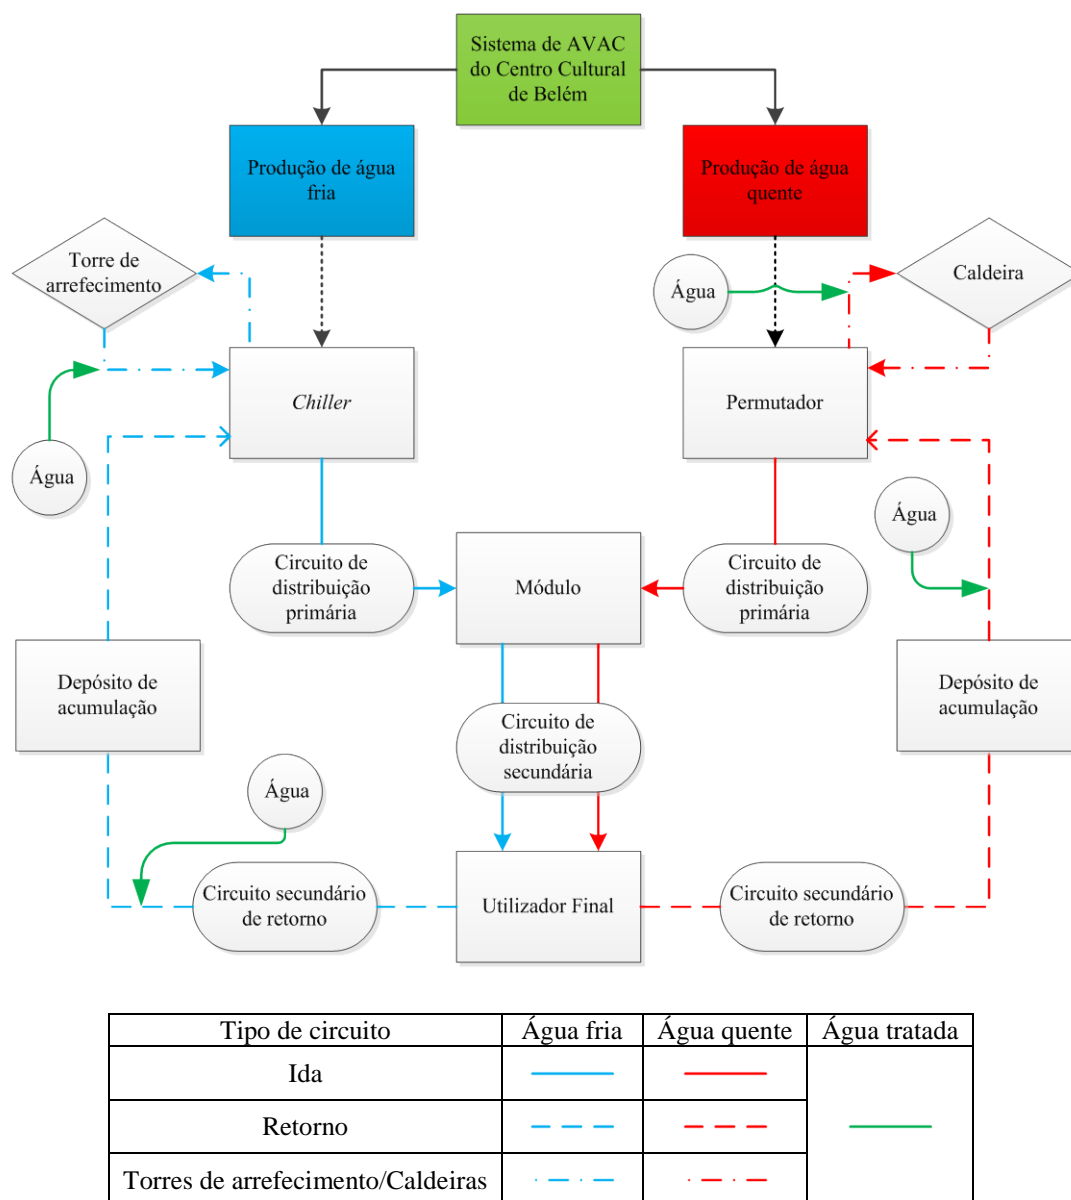 Sistema de AVAC
do Centro Cultural
de Belém
Produção de água
fria
Produção de água
quente
Torre de
arrefecimento
Água
Caldeira
Chiller
Permutador
Água
Água
Circuito de
distribuição
primária
Módulo
Circuito de
distribuição
primária
Depósito de
acumulação
Depósito de
acumulação
Circuito de
distribuição
secundária
Água
Circuito secundário
de retorno
Utilizador Final
Circuito secundário
de retorno
Tipo de circuito Água fria Água quente Água tratada
Ida
Retorno
Torres de arrefecimento/Caldeiras